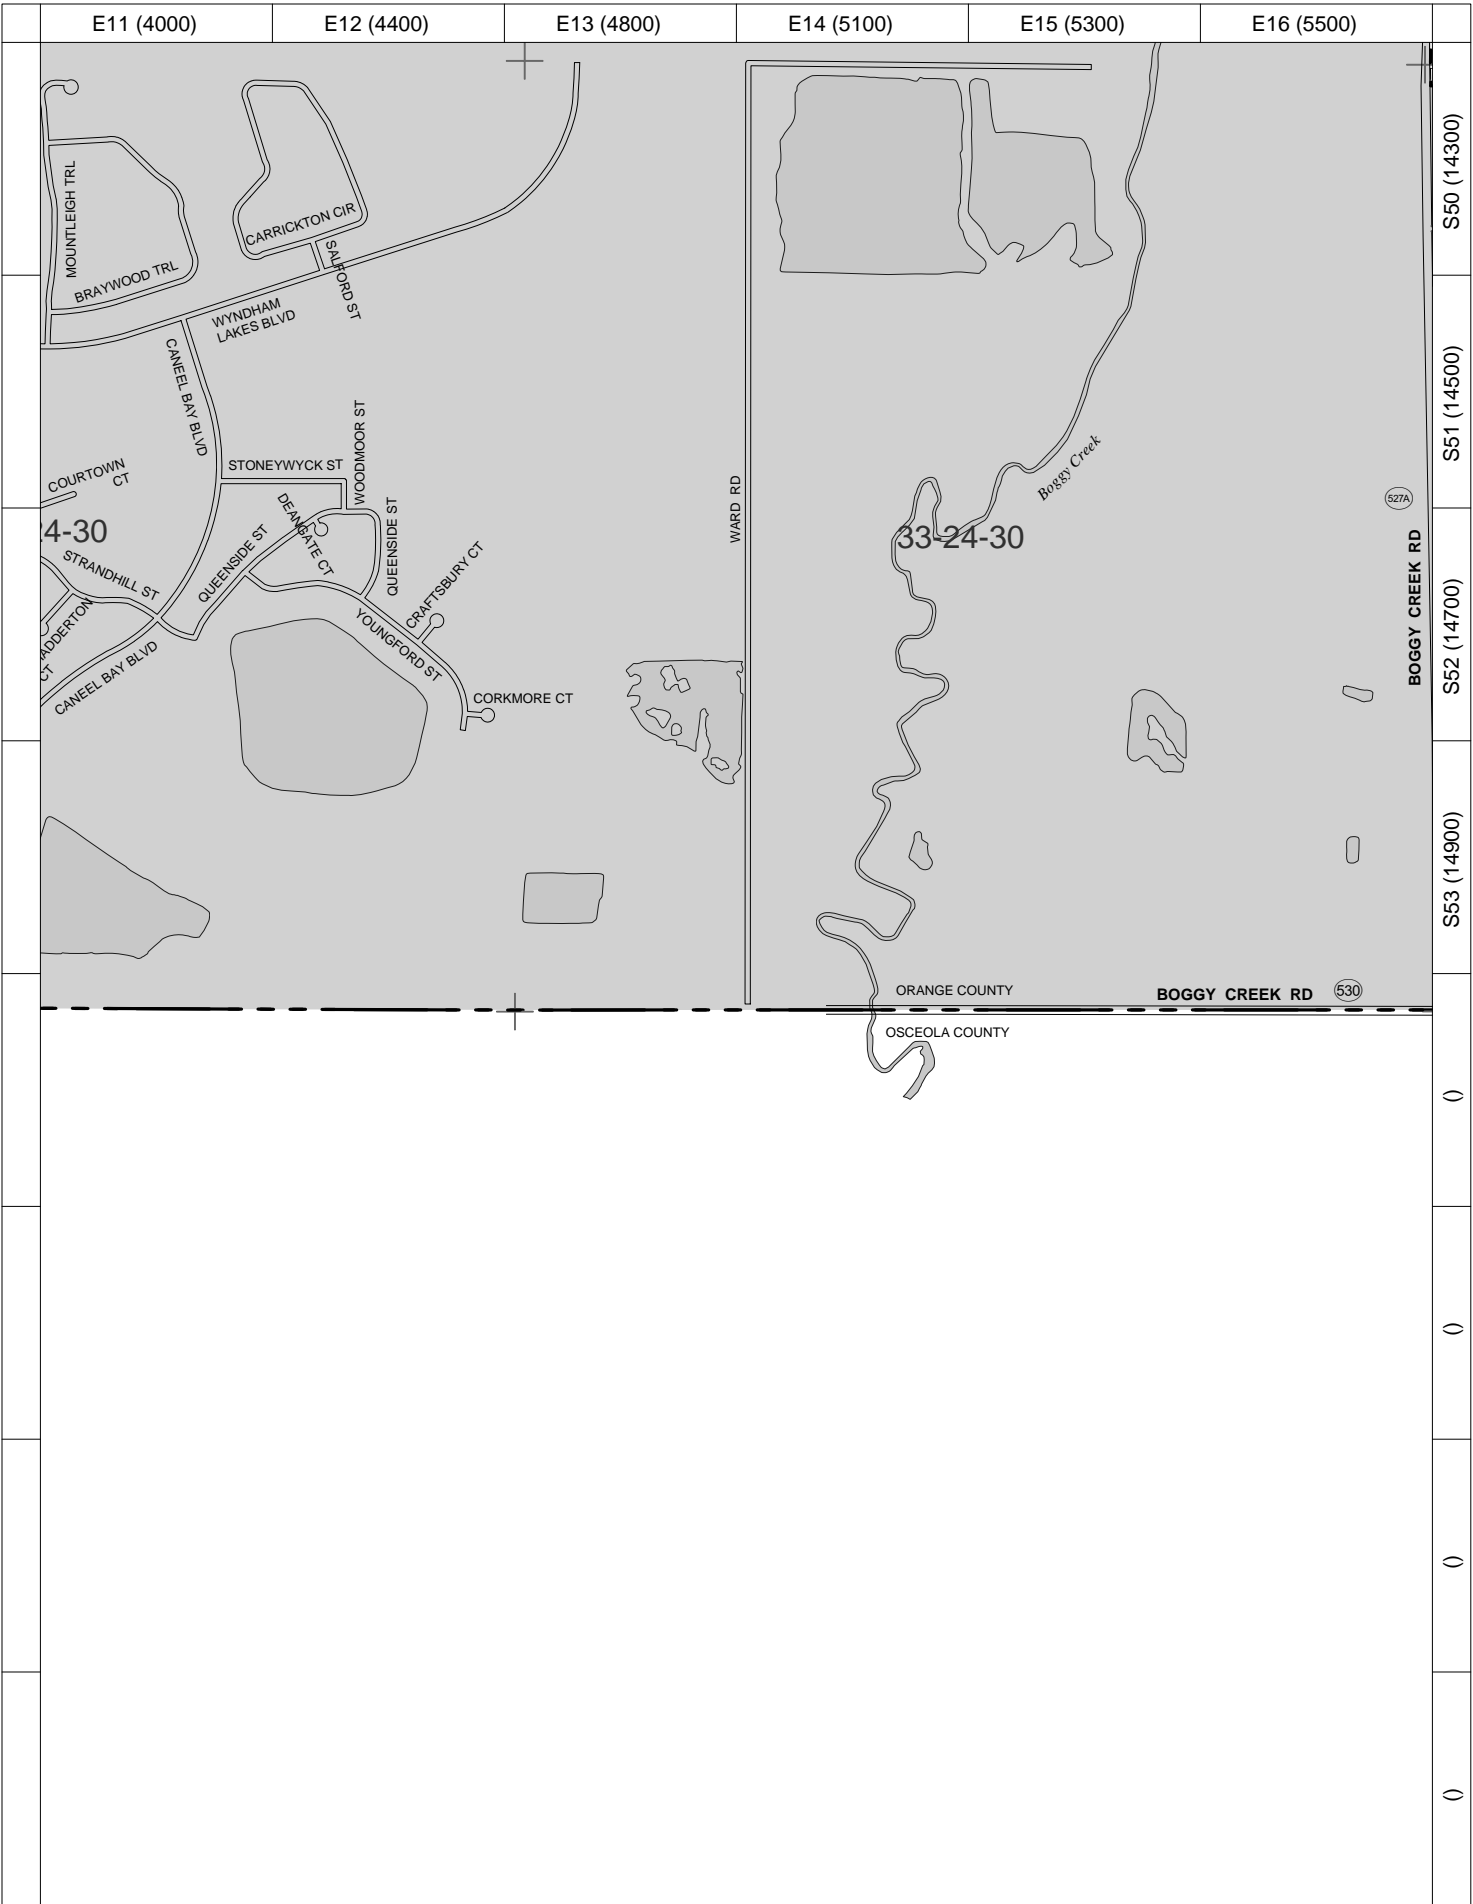 E11 (4000)
E12 (4400)
E13 (4800)
E14 (5100)
E15 (5300)
E16 (5500)
S50 (14300)
S51 (14500)
S52 (14700)
S53 (14900)
()
()
()
()
MOUNTLEIGH TRL
BRAYWOOD TRL
CARRICKTON CIR
SALFORD ST
WYNDHAM
LAKES BLVD
CANEEL BAY BLVD
STONEYWYCK ST
WOODMOOR ST
COURTOWN
CT
4-30
STRANDHILL ST
QUEENSIDE ST
DEANGATE CT
QUEENSIDE ST
CRAFTSBURY CT
YOUNGFORD ST
ADDERTON
CT
CANEEL BAY BLVD
CORKMORE CT
WARD RD
Boggy Creek
33-24-30
527A
BOGGY CREEK RD
ORANGE COUNTY
BOGGY CREEK RD
530
OSCEOLA COUNTY